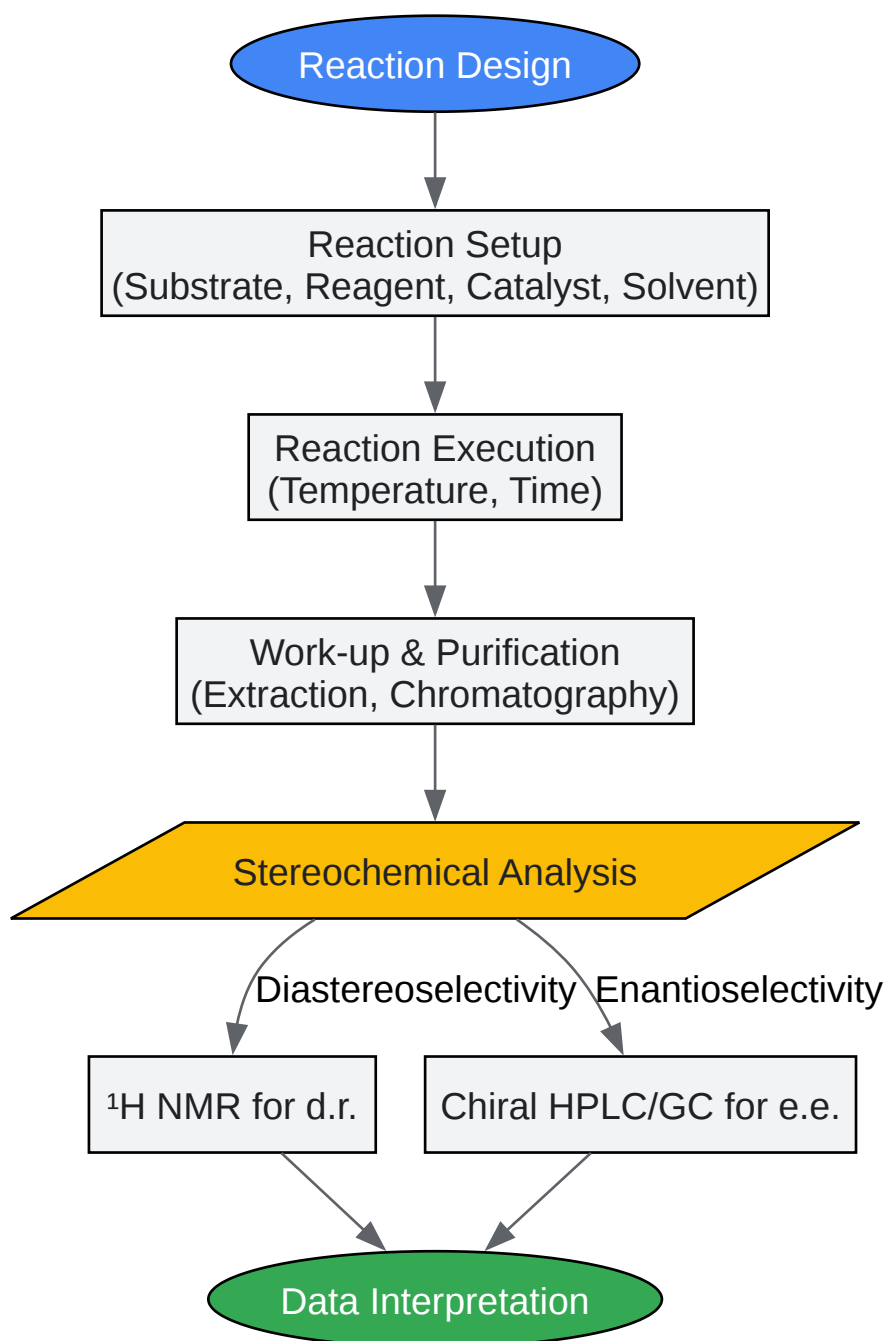 Reaction Design
Reaction Setup
(Substrate, Reagent, Catalyst, Solvent)
Reaction Execution
(Temperature, Time)
Work-up & Purification
(Extraction, Chromatography)
Stereochemical Analysis
Diastereoselectivity
Enantioselectivity
¹H NMR for d.r.
Chiral HPLC/GC for e.e.
Data Interpretation